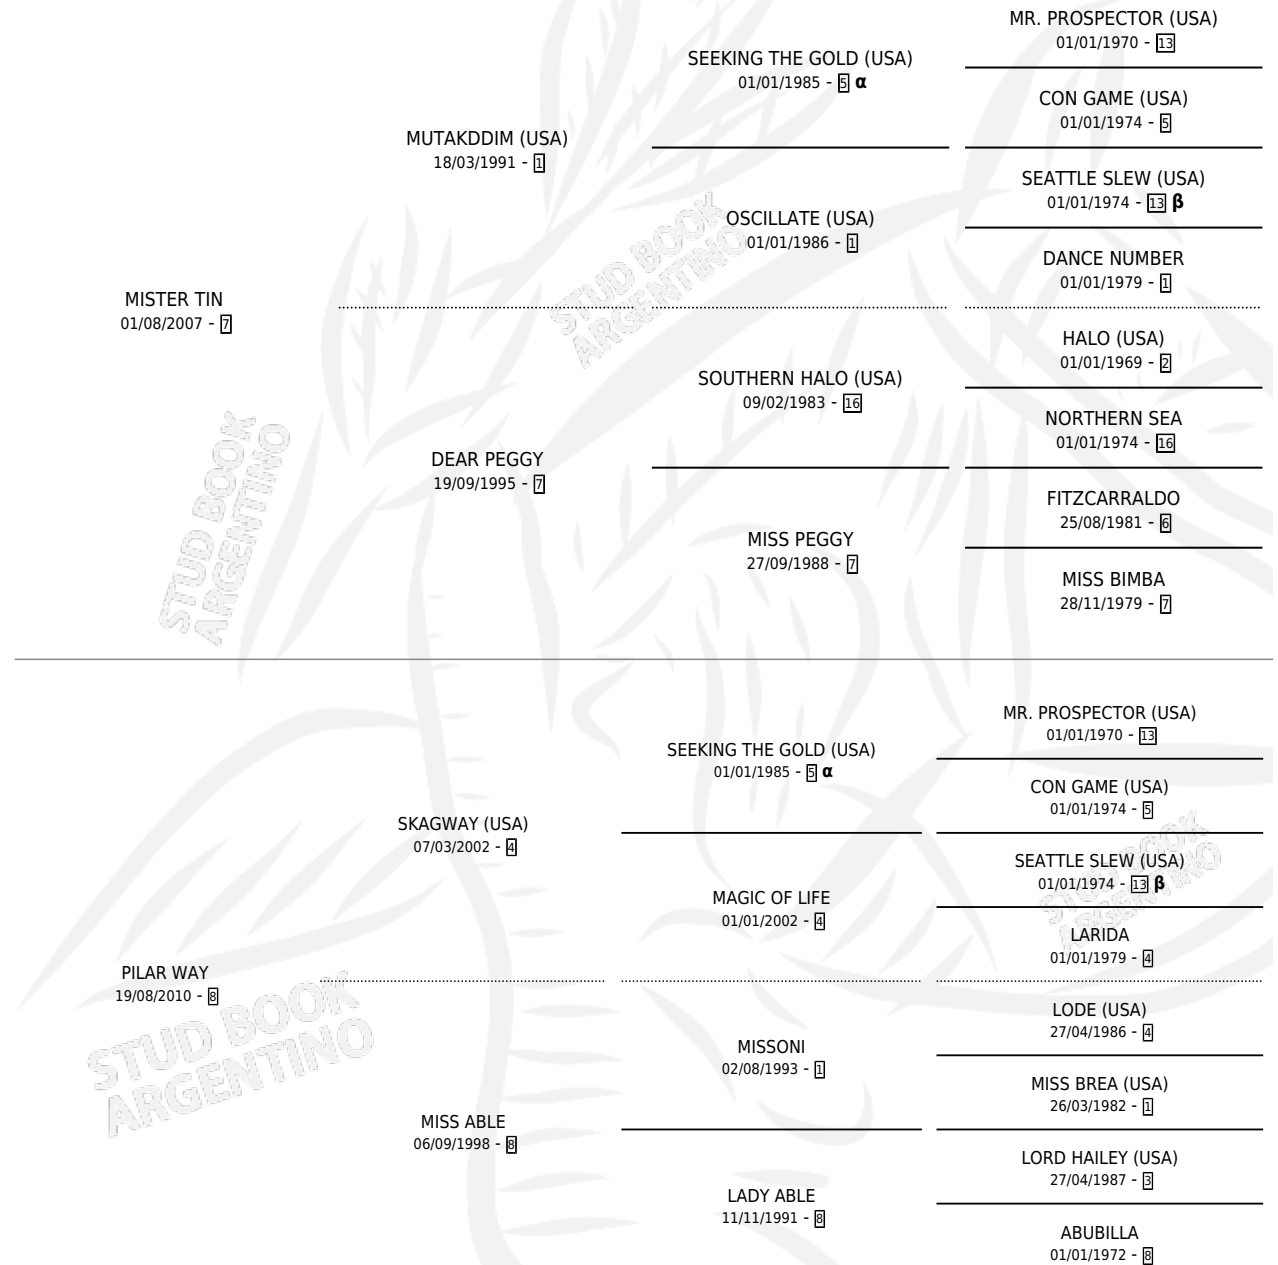 MR. PROSPECTOR (USA)
01/01/1970 - 13
SEEKING THE GOLD (USA)
01/01/1985 - 5 α
CON GAME (USA)
01/01/1974 - 5
MUTAKDDIM (USA)
18/03/1991 - 1
SEATTLE SLEW (USA)
01/01/1974 - 13 β
OSCILLATE (USA)
01/01/1986 - 1
DANCE NUMBER
01/01/1979 - 1
MISTER TIN
01/08/2007 - 7
HALO (USA)
01/01/1969 - 2
SOUTHERN HALO (USA)
09/02/1983 - 16
NORTHERN SEA
01/01/1974 - 16
DEAR PEGGY
19/09/1995 - 7
FITZCARRALDO
25/08/1981 - 6
MISS PEGGY
27/09/1988 - 7
MISS BIMBA
28/11/1979 - 7
MR. PROSPECTOR (USA)
01/01/1970 - 13
SEEKING THE GOLD (USA)
01/01/1985 - 5 α
CON GAME (USA)
01/01/1974 - 5
SKAGWAY (USA)
07/03/2002 - 4
SEATTLE SLEW (USA)
01/01/1974 - 13 β
MAGIC OF LIFE
01/01/2002 - 4
LARIDA
01/01/1979 - 4
PILAR WAY
19/08/2010 - 8
LODE (USA)
27/04/1986 - 4
MISSONI
02/08/1993 - 1
MISS BREA (USA)
26/03/1982 - 1
MISS ABLE
06/09/1998 - 8
LORD HAILEY (USA)
27/04/1987 - 3
LADY ABLE
11/11/1991 - 8
ABUBILLA
01/01/1972 - 8
STUD BOOK
ARGENTINO
STUD BOOK
ARGENTINO
STUD BOOK
ARGENTINO
STUD BOOK
ARGENTINO